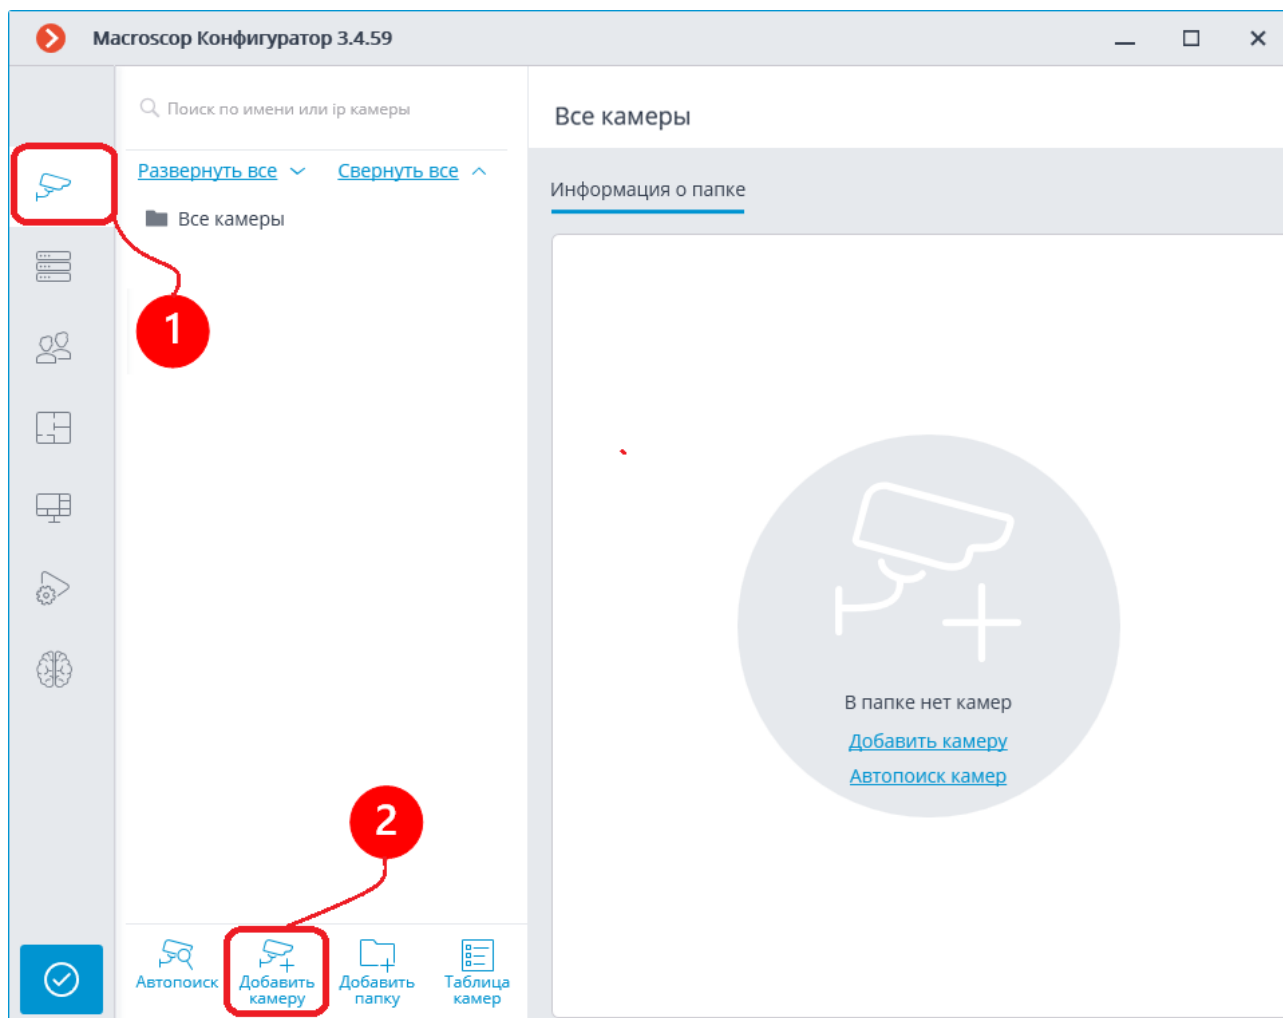 Macroscop Конфигуратор 3.4.59
Поиск по имени или ip камеры
Все камеры
Развернуть все
Свернуть все
Информация о папке
Все камеры
1
В папке нет камер
Добавить камеру
Автопоиск камер
2
Автопоиск
Добавить
камеру
Добавить
папку
Таблица
камер